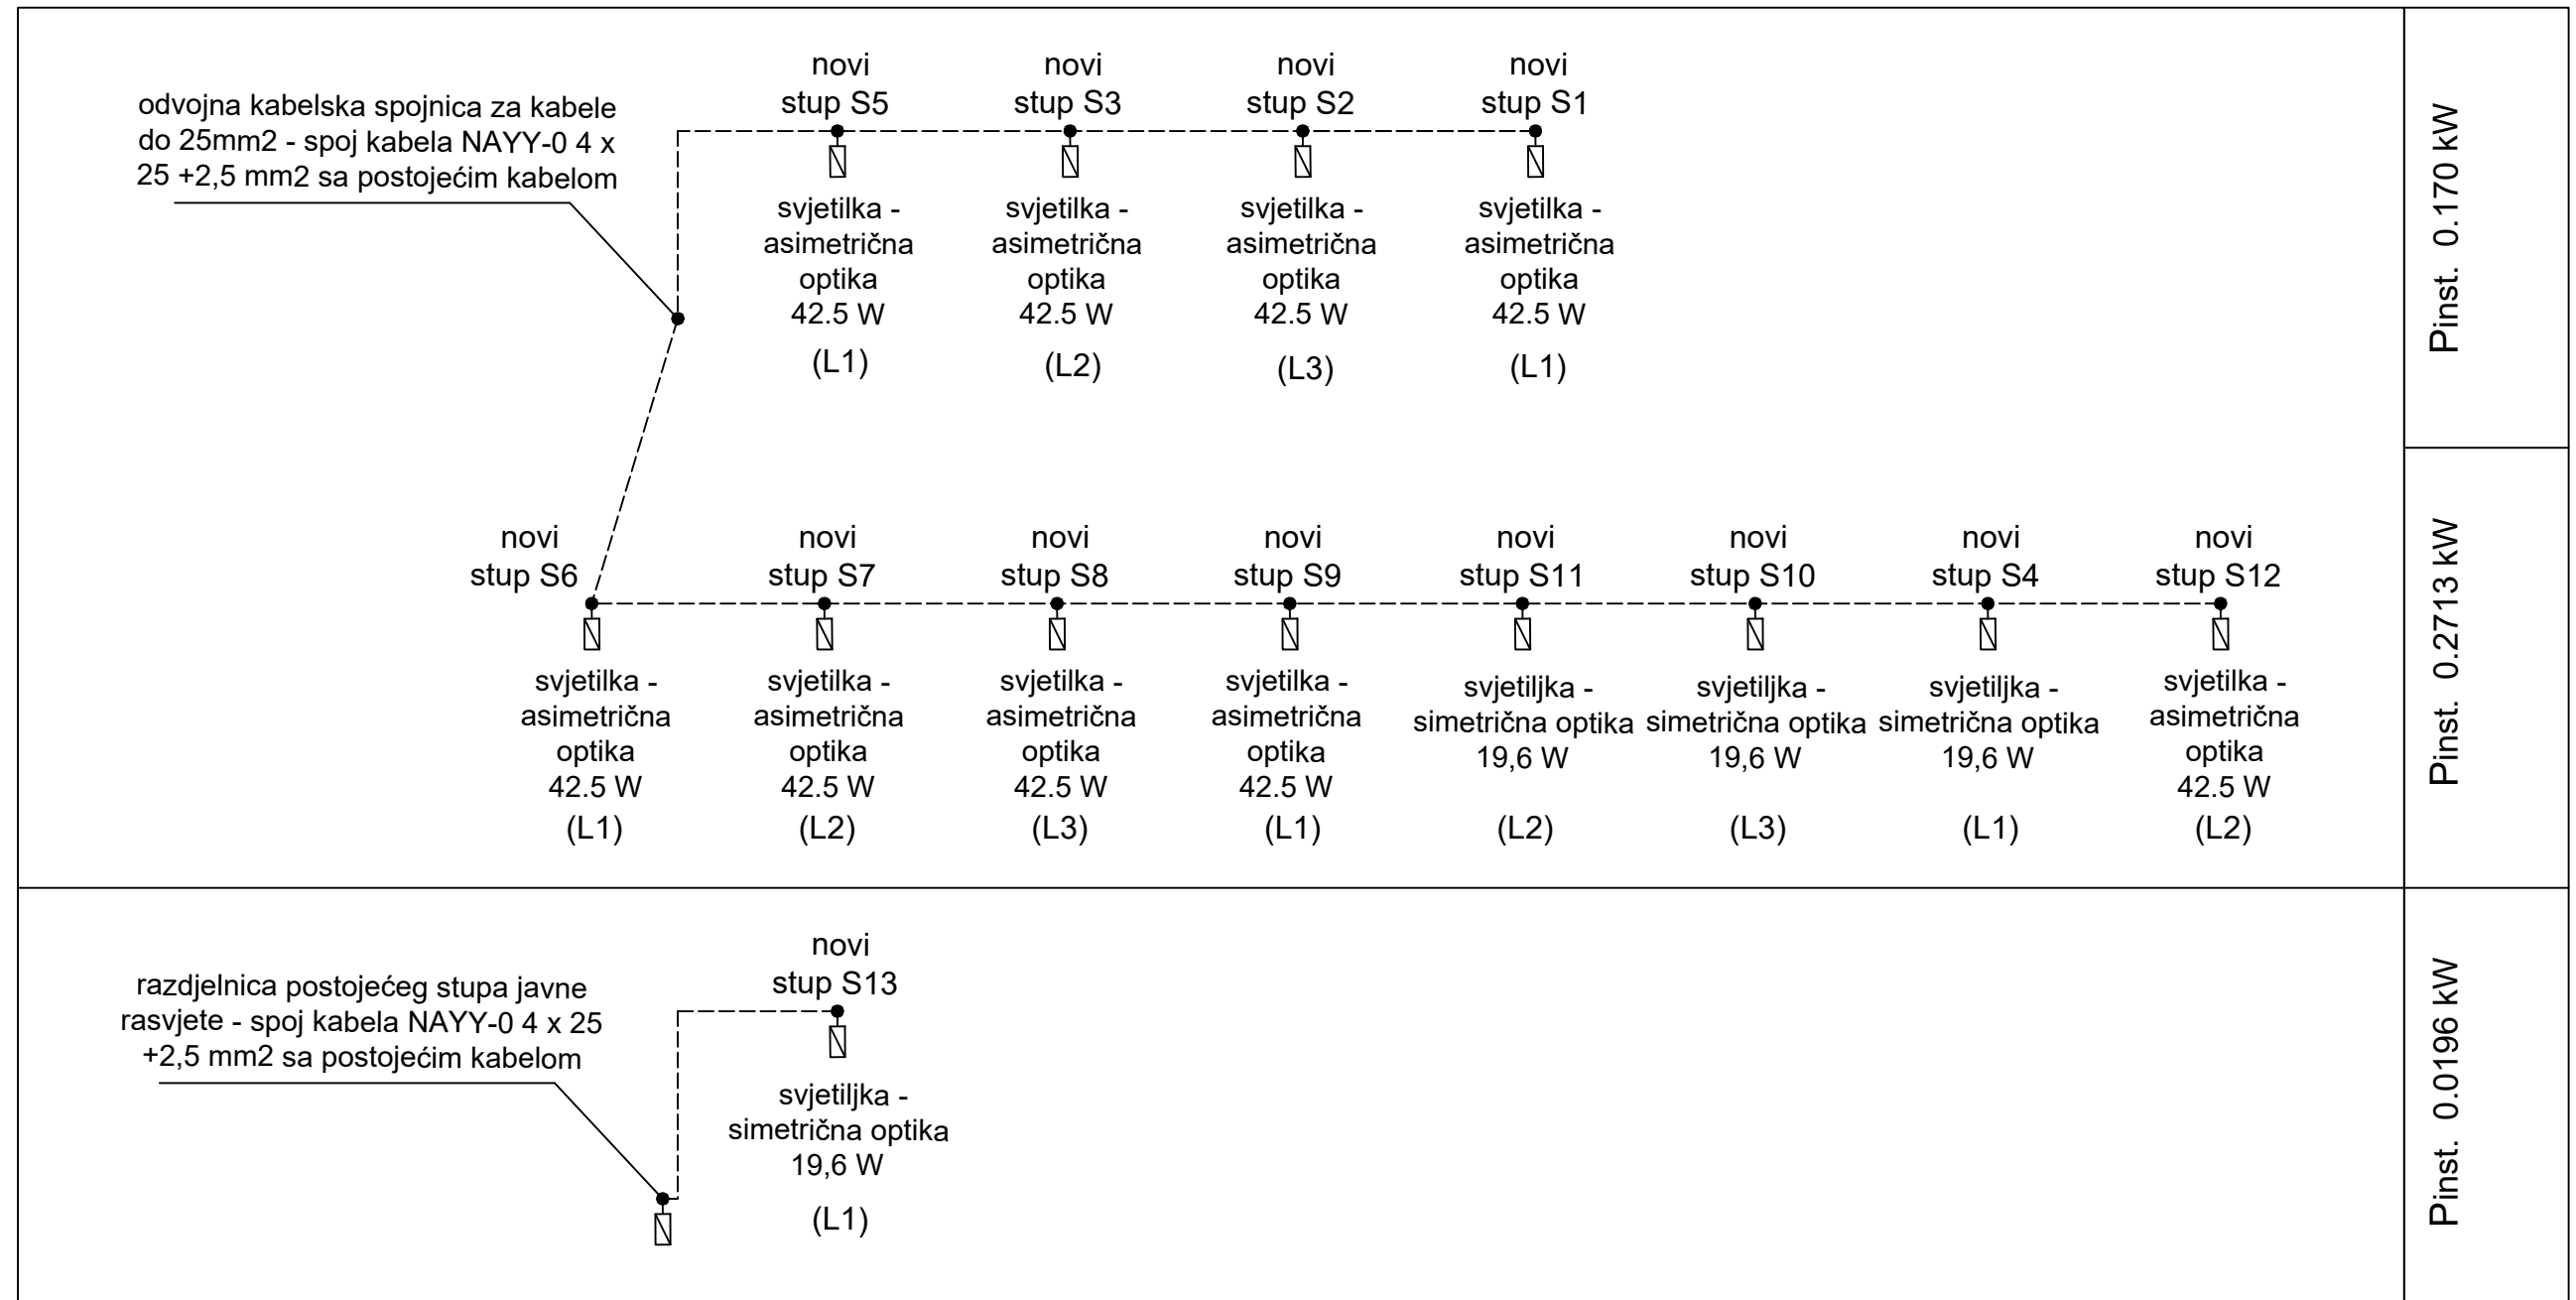 odvojna kabelska spojnica za kabele
do 25mm2 - spoj kabela NAYY-0 4 x
25 +2,5 mm2 sa postojećim kabelom
novi
stup S5
svjetilka -
asimetrična
optika
42.5 W
(L1)
novi
stup S3
svjetilka -
asimetrična
optika
42.5 W
(L2)
novi
stup S2
svjetilka -
asimetrična
optika
42.5 W
(L3)
novi
stup S1
svjetilka -
asimetrična
optika
42.5 W
(L1)
Pinst. 0.170 kW
novi
stup S6
svjetilka -
asimetrična
optika
42.5 W
(L1)
novi
stup S7
svjetilka -
asimetrična
optika
42.5 W
(L2)
novi
stup S8
svjetilka -
asimetrična
optika
42.5 W
(L3)
novi
stup S9
svjetilka -
asimetrična
optika
42.5 W
(L1)
novi
stup S11
svjetiljka -
simetrična optika
19,6 W
(L2)
novi
stup S10
svjetiljka -
simetrična optika
19,6 W
(L3)
novi
stup S4
svjetiljka -
simetrična optika
19,6 W
(L1)
novi
stup S12
svjetilka -
asimetrična
optika
42.5 W
(L2)
Pinst. 0.2713 kW
razdjelnica postojećeg stupa javne
rasvjete - spoj kabela NAYY-0 4 x 25
+2,5 mm2 sa postojećim kabelom
novi
stup S13
svjetiljka -
simetrična optika
19,6 W
(L1)
Pinst. 0.0196 kW